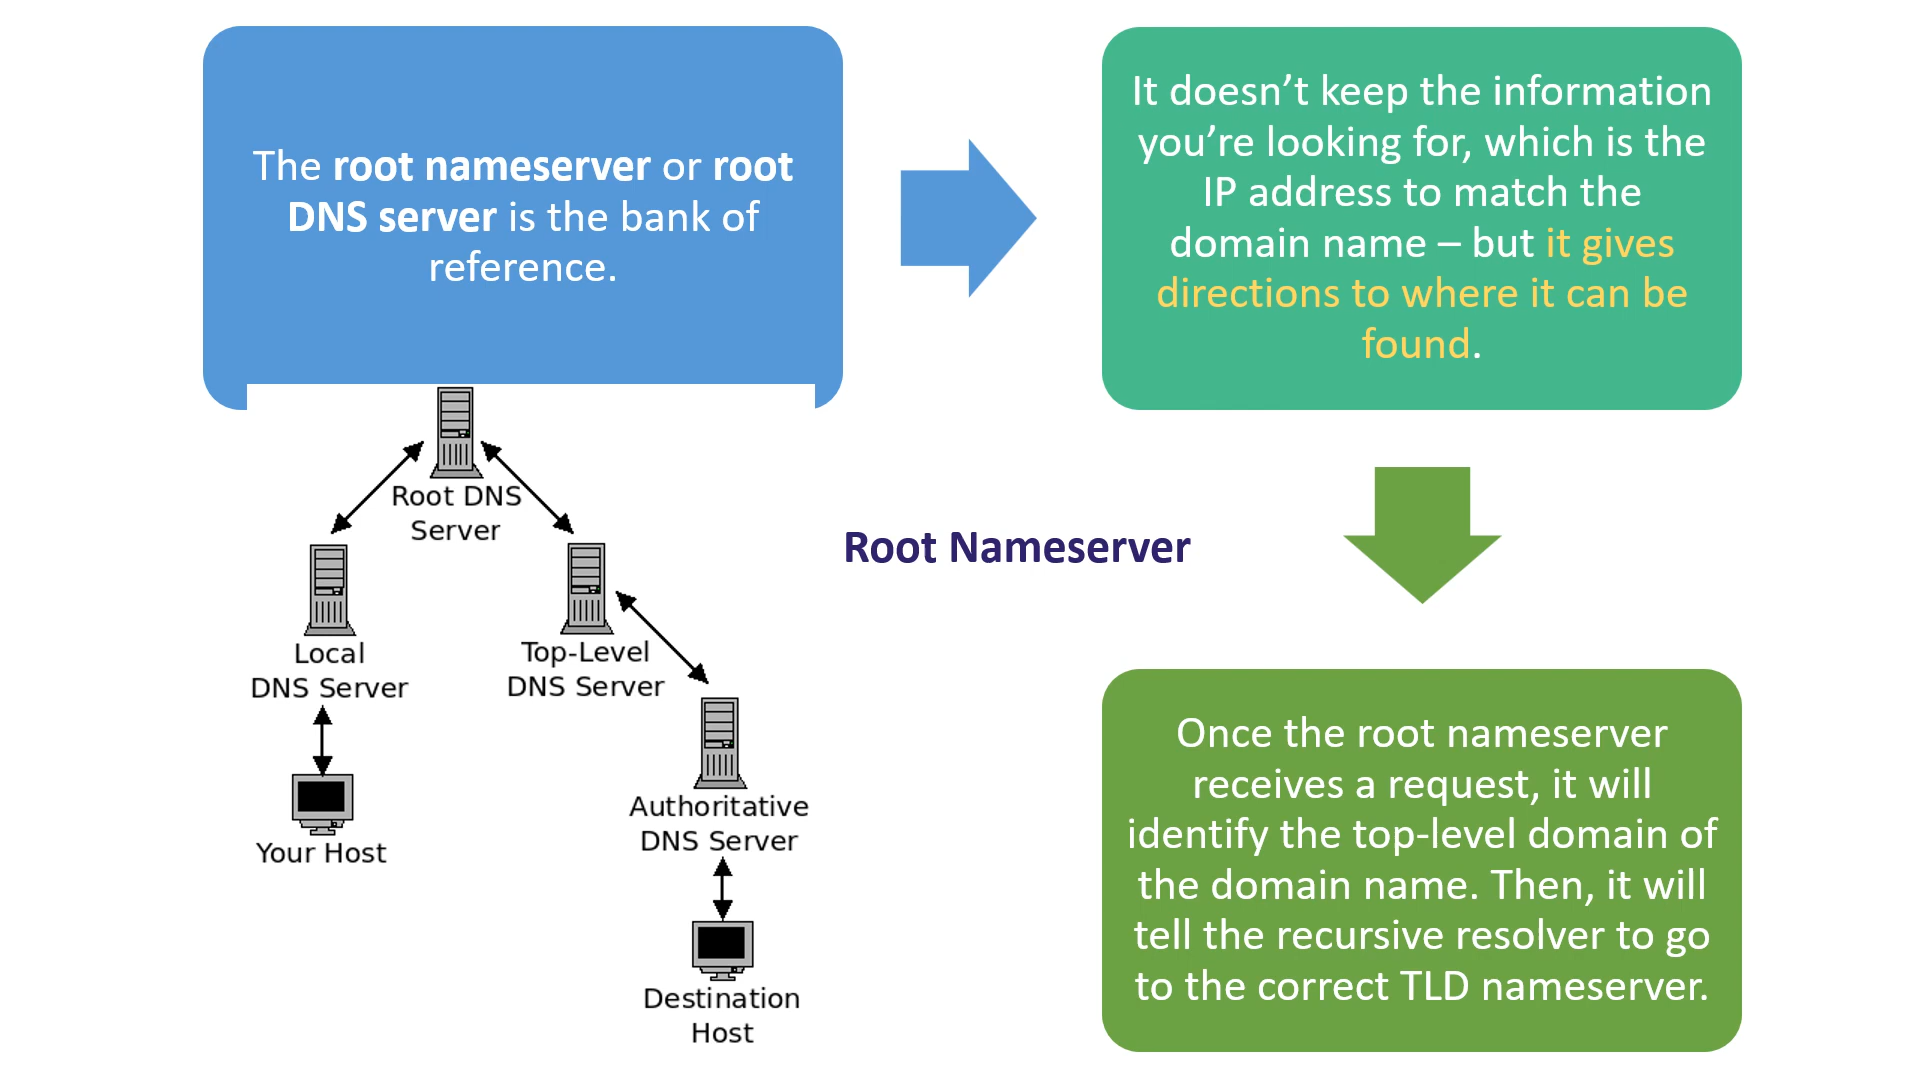 The root nameserver or root
DNS server is the bank of
reference.
It doesn’t keep the information
you’re looking for, which is the
IP address to match the
domain name – but it gives
directions to where it can be
found.
Root DNS
Server
Local
DNS Server
Top-Level
DNS Server
Your Host
Authoritative
DNS Server
Destination
Host
Root Nameserver
Once the root nameserver
receives a request, it will
identify the top-level domain of
the domain name. Then, it will
tell the recursive resolver to go
to the correct TLD nameserver.